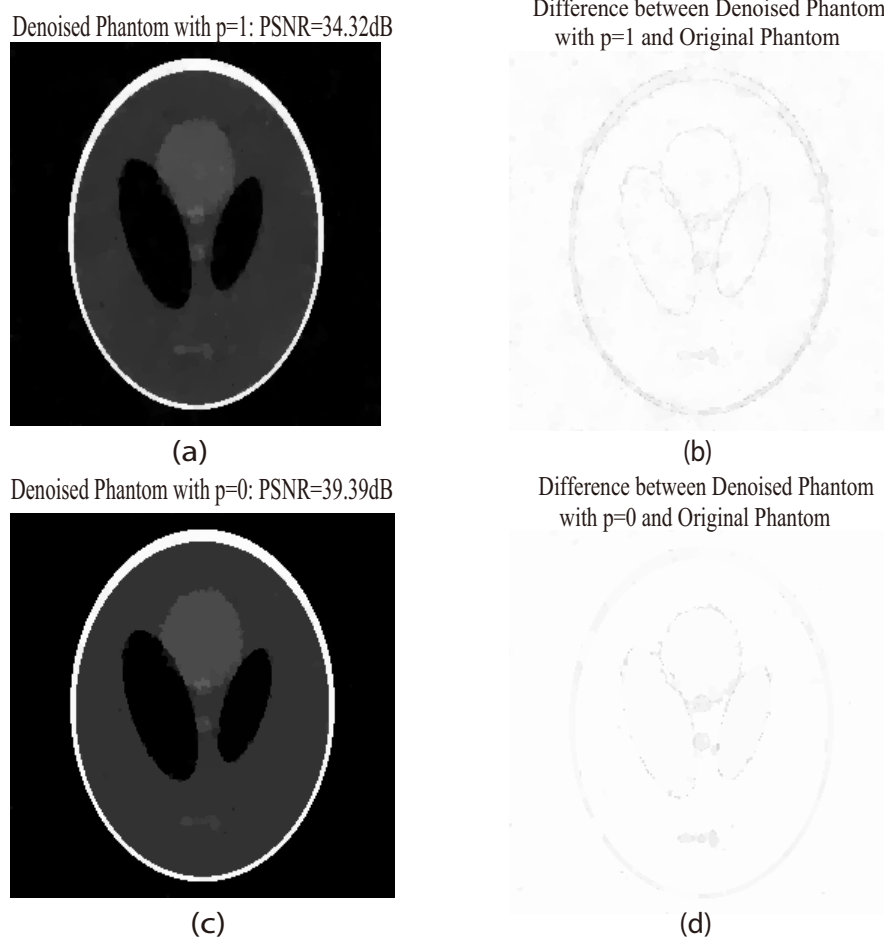 Denoised Phantom with p=1: PSNR=34.32dB
Difference between Denoised Phantom
with p=1 and Original Phantom
(a)
(b)
Denoised Phantom with p=0: PSNR=39.39dB
Difference between Denoised Phantom
with p=0 and Original Phantom
(c)
(d)